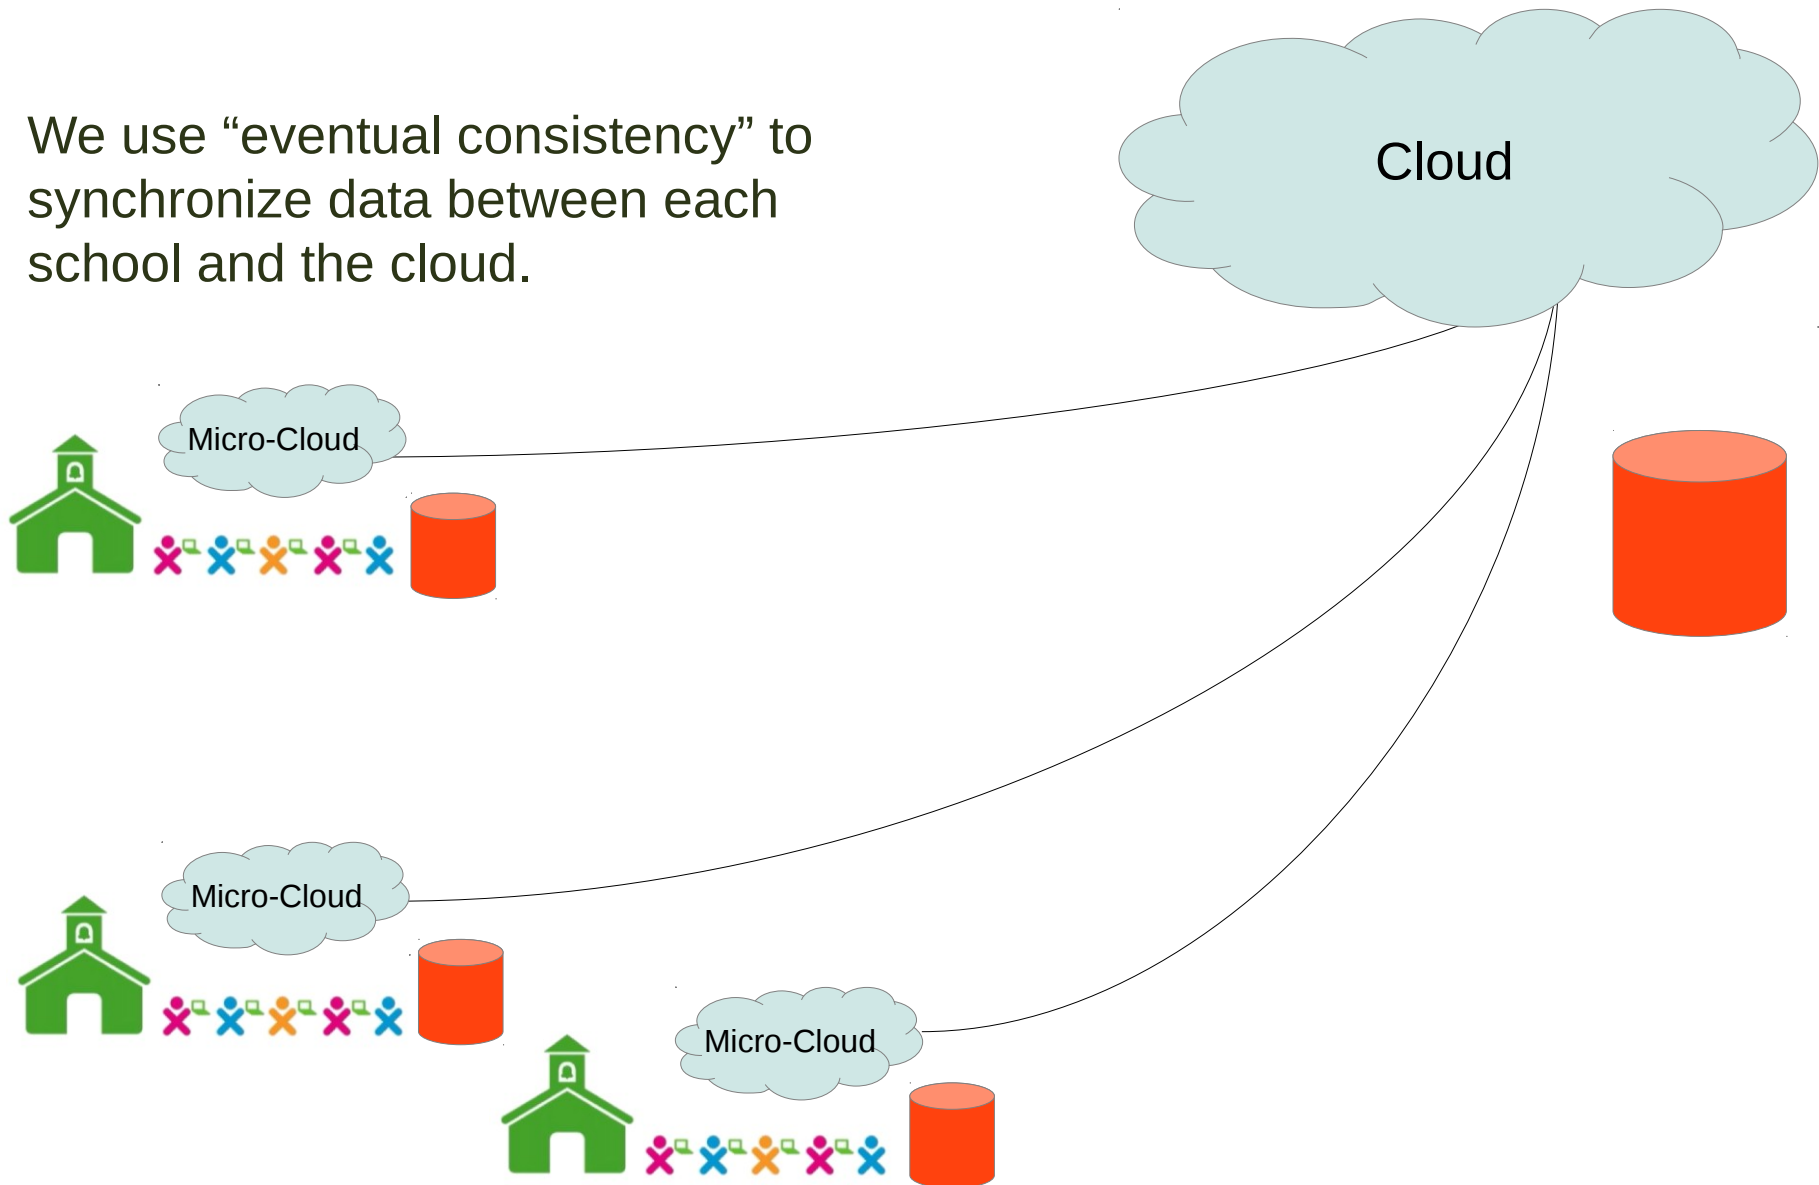 We use “eventual consistency” to
synchronize data between each
school and the cloud.
Cloud
Micro-Cloud
Micro-Cloud
Micro-Cloud